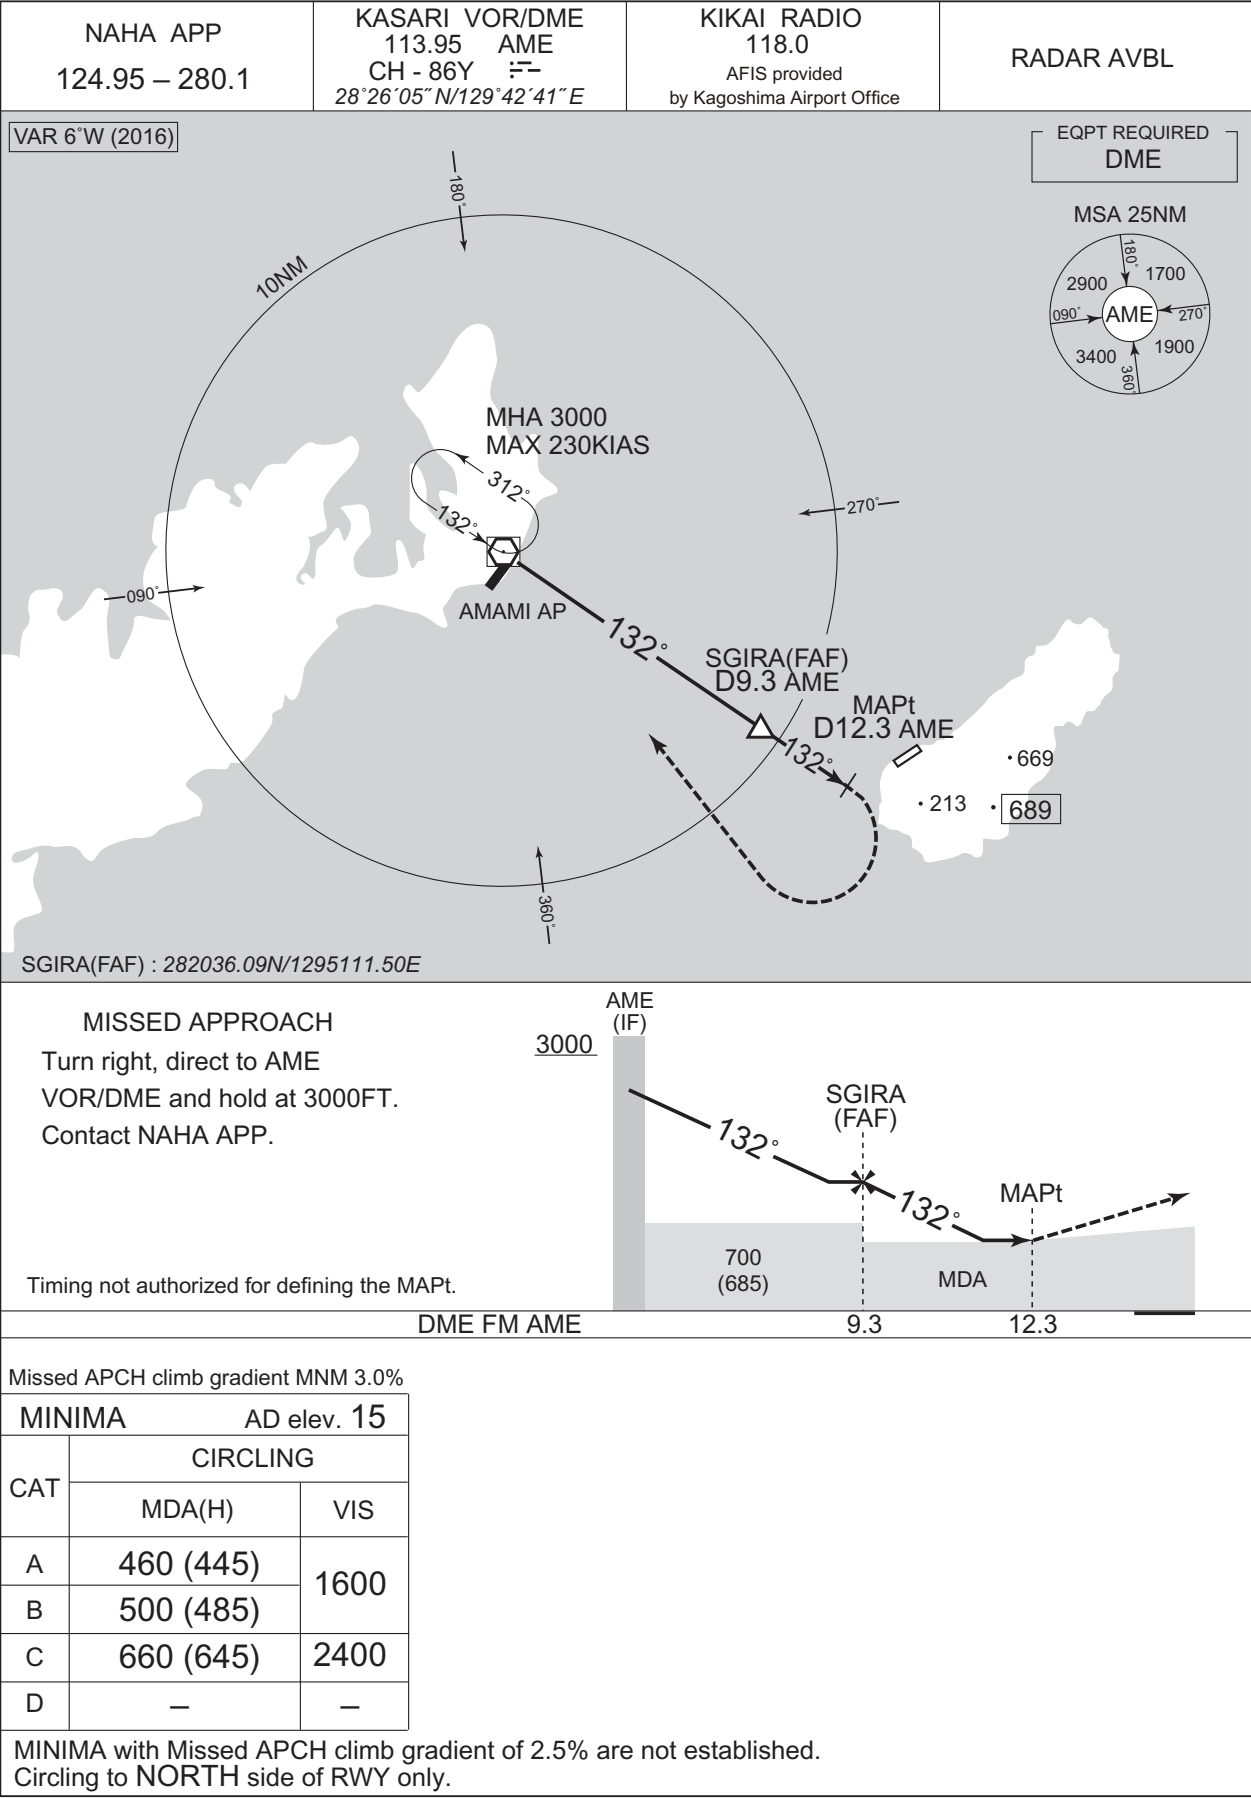 NAHA APP
124.95 – 280.1
KASARI VOR/DME
113.95 AME
CH - 86Y
28°26´05˝N/129°42´41˝E
KIKAI RADIO
118.0
AFIS provided
by Kagoshima Airport Office
RADAR AVBL
VAR 6°W (2016)
EQPT REQUIRED
DME
MSA 25NM
180°
2900
1700
090°
AME
270°
3400
1900
360°
180°
10NM
MHA 3000
MAX 230KIAS
312°
132°
270°
090°
AMAMI AP
132°
SGIRA(FAF)
D9.3 AME
MAPt
D12.3 AME
132°
669
213
689
360°
SGIRA(FAF) : 282036.09N/1295111.50E
MISSED APPROACH
Turn right, direct to AME
VOR/DME and hold at 3000FT.
Contact NAHA APP.
Timing not authorized for defining the MAPt.
AME
(IF)
3000
132°
SGIRA
(FAF)
132°
MAPt
700
(685)
MDA
DME FM AME
9.3
12.3
Missed APCH climb gradient MNM 3.0%
MINIMA AD elev. 15
CAT
CIRCLING
MDA(H)
VIS
A
460 (445)
1600
B
500 (485)
C
660 (645)
2400
D
–
–
MINIMA with Missed APCH climb gradient of 2.5% are not established.
Circling to NORTH side of RWY only.